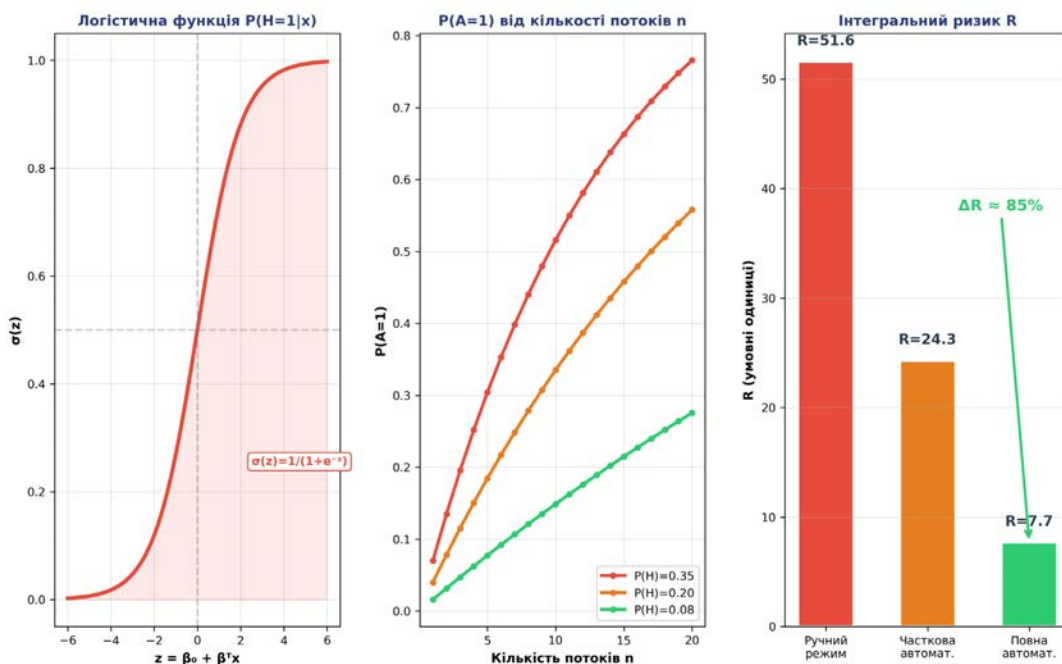 Логістична функція P(H=1|x)
1.0
0.8
0.6
0.4
0.2
0.0
σ(z)
σ(z)=1/(1+e⁻ᶻ)
−6 −4 −2 0 2 4 6
z = β₀ + βᵀx
P(A=1) від кількості потоків n
0.8
0.7
0.6
0.5
0.4
0.3
0.2
0.1
0.0
P(A=1)
P(H)=0.35
P(H)=0.20
P(H)=0.08
5 10 15 20
Кількість потоків n
Інтегральний ризик R
R=51.6
50
40
30
20
10
0
R (умовні одиниці)
ΔR ≈ 85%
R=24.3
R=7.7
Ручний
режим
Часткова
автомат.
Повна
автомат.